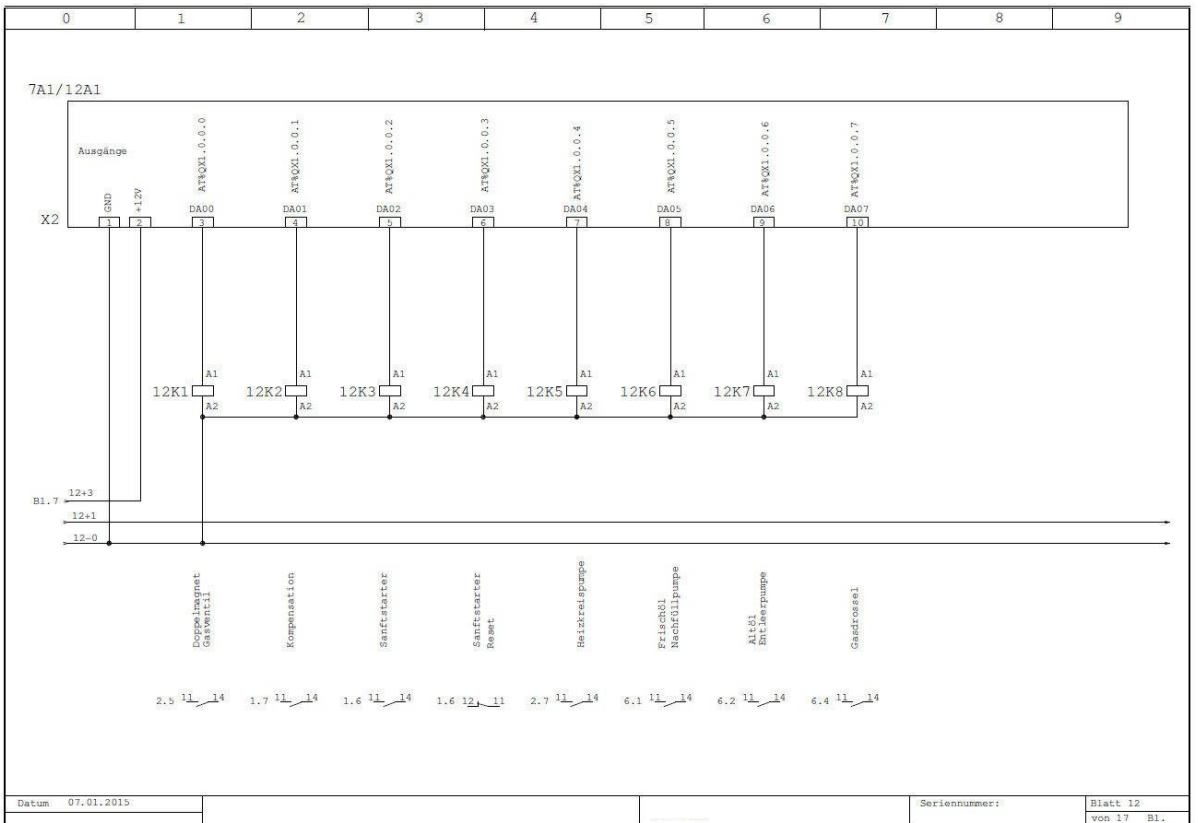 0 1 2 3 4 5 6 7 8 9
7A1/12A1
Ausgänge
GND
+12V
AT%QX1.0.0.0
AT%QX1.0.0.1
AT%QX1.0.0.2
AT%QX1.0.0.3
AT%QX1.0.0.4
AT%QX1.0.0.5
AT%QX1.0.0.6
AT%QX1.0.0.7
DA00 DA01 DA02 DA03 DA04 DA05 DA06 DA07
X2 1 2 3 4 5 6 7 8 9 10
A1 A1 A1 A1 A1 A1 A1 A1
12K1 12K2 12K3 12K4 12K5 12K6 12K7 12K8
A2 A2 A2 A2 A2 A2 A2 A2
12+3
B1.7
12+1
12-0
Doppelmagnet
Gasventil
Kompensation
Sanftstarter
Sanftstarter
Reset
Heizkreispumpe
Frischöl
Nachfüllpumpe
Altöl
Entleerpumpe
Gasdrossel
2.5 11 14 1.7 11 14 1.6 11 14 1.6 12 11 2.7 11 14 6.1 11 14 6.2 11 14 6.4 11 14
Datum 07.01.2015
Seriennummer:
Blatt 12
von 17 Bl.